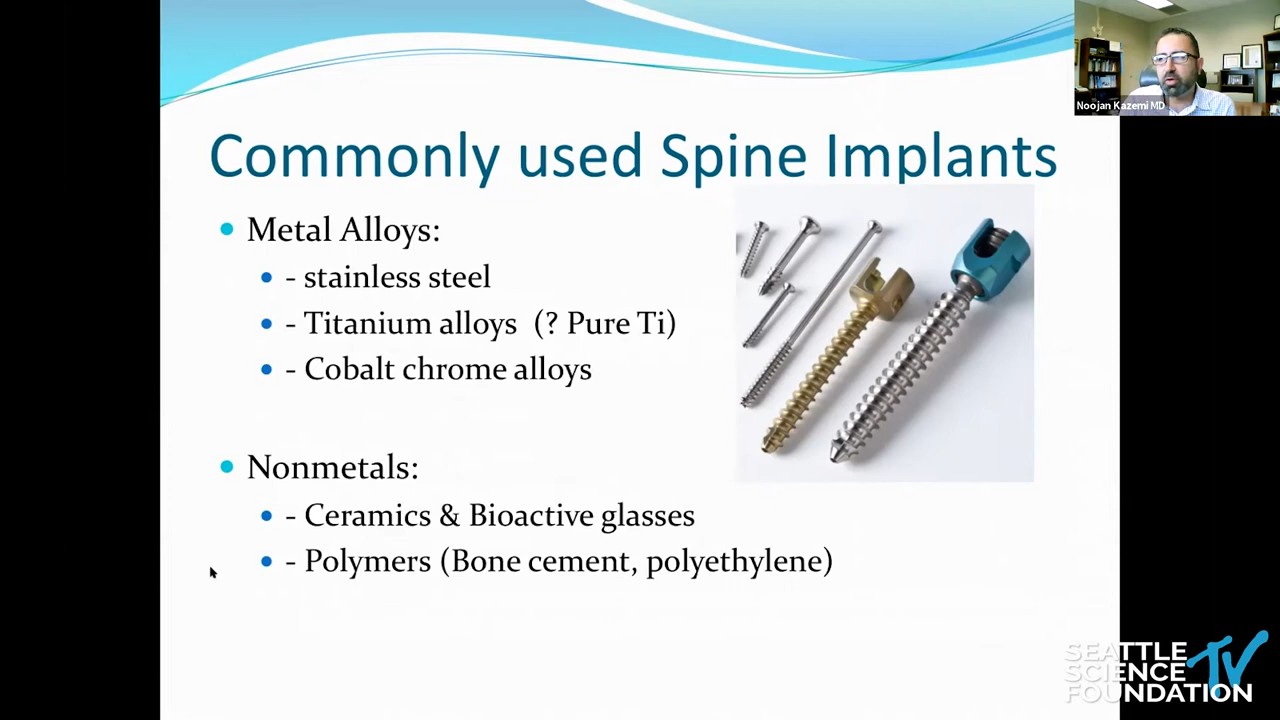 Noojan Kazemi MD
Commonly used Spine Implants
Metal Alloys:
- stainless steel
- Titanium alloys (? Pure Ti)
- Cobalt chrome alloys
Nonmetals:
- Ceramics & Bioactive glasses
- Polymers (Bone cement, polyethylene)
SEATTLE
SCIENCE TV
FOUNDATION